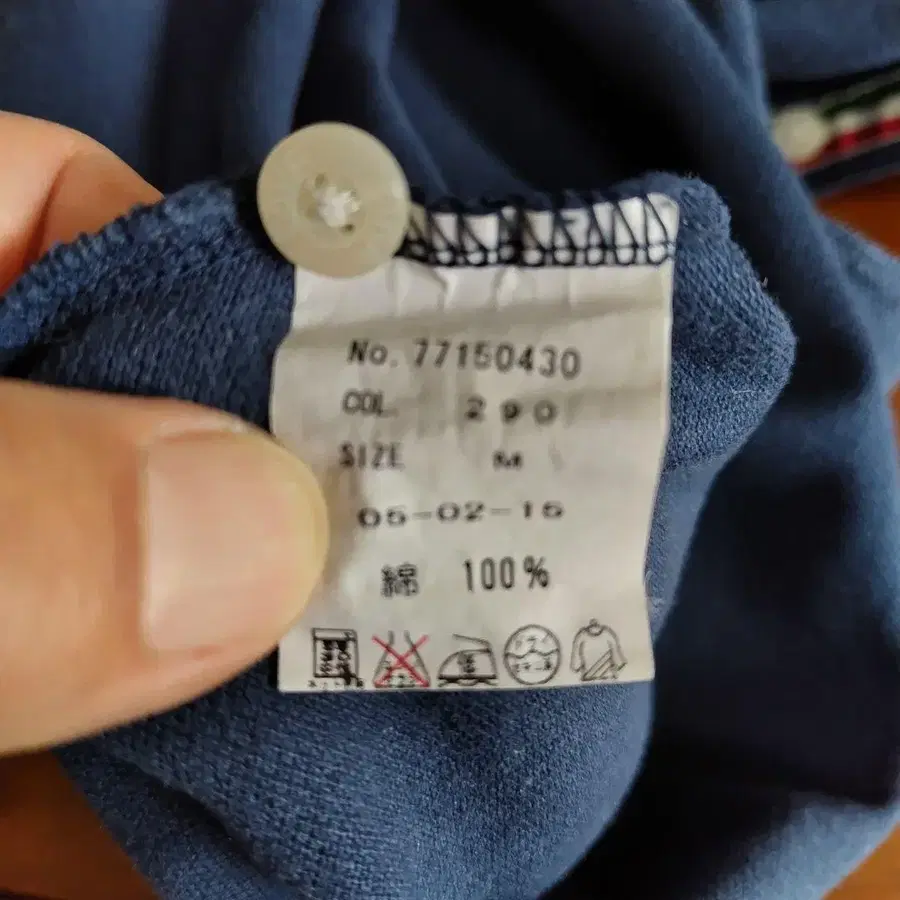 No. 77150430
COL. 290
SIZE M
05-02-15
綿 100%